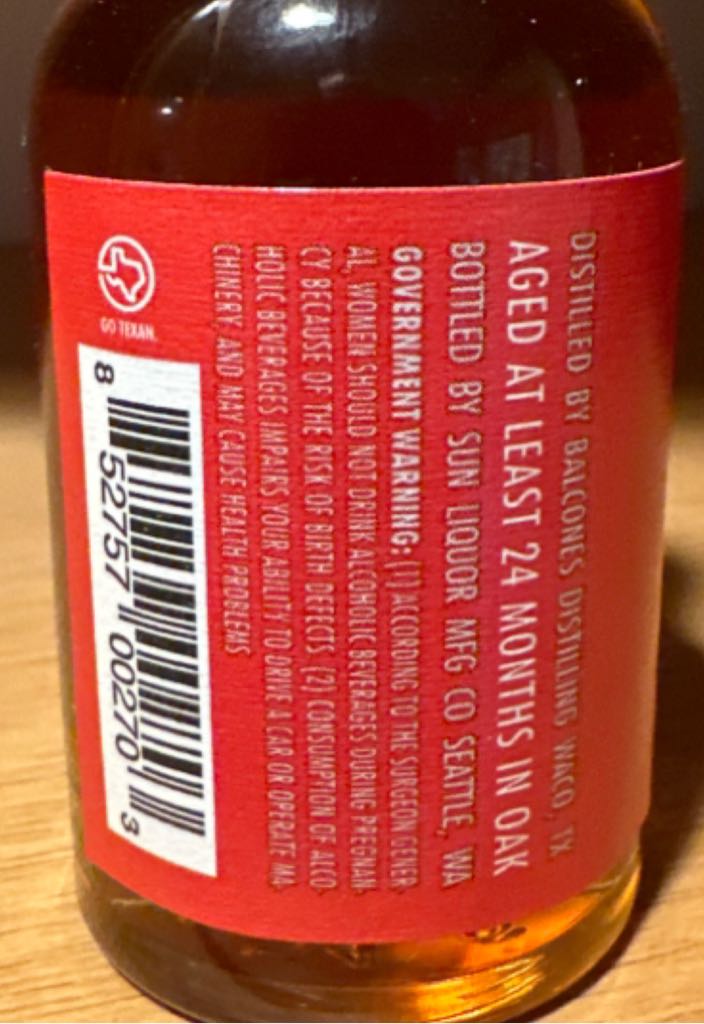 DISTILLED BY BALCONES DISTILLING WACO, TX
AGED AT LEAST 24 MONTHS IN OAK
BOTTLED BY SUN LIQUOR MFG CO SEATTLE, WA
GOVERNMENT WARNING: (1) ACCORDING TO THE SURGEON GENER-
AL, WOMEN SHOULD NOT DRINK ALCOHOLIC BEVERAGES DURING PREGNAN-
CY BECAUSE OF THE RISK OF BIRTH DEFECTS. (2) CONSUMPTION OF ALCO-
HOLIC BEVERAGES IMPAIRS YOUR ABILITY TO DRIVE A CAR OR OPERATE MA-
CHINERY, AND MAY CAUSE HEALTH PROBLEMS
GO TEXAN.
8 52757 00270 3